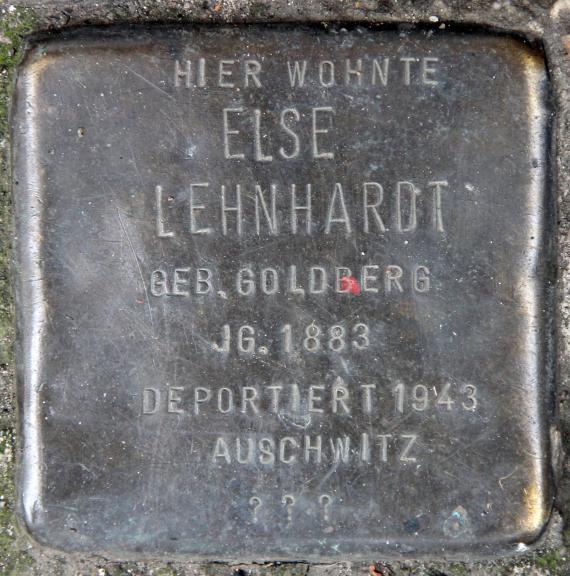 HIER WOHNTE
ELSE
LEHNHARDT
GEB. GOLDBERG
JG. 1883
DEPORTIERT 1943
AUSCHWITZ
? ? ?